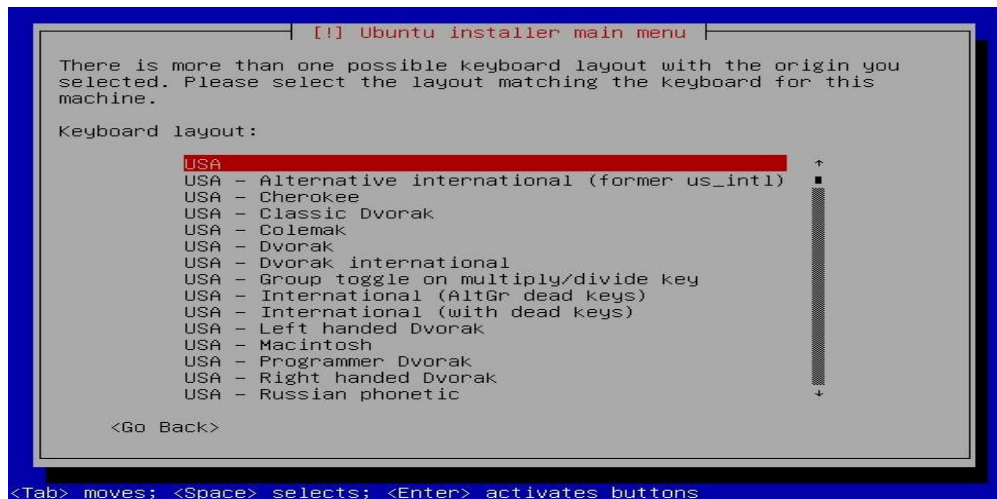 [!] Ubuntu installer main menu
There is more than one possible keyboard layout with the origin you
selected. Please select the layout matching the keyboard for this
machine.
Keyboard layout:
USA
USA - Alternative international (former us_intl)
USA - Cherokee
USA - Classic Dvorak
USA - Colemak
USA - Dvorak
USA - Dvorak international
USA - Group toggle on multiply/divide key
USA - International (AltGr dead keys)
USA - International (with dead keys)
USA - Left handed Dvorak
USA - Macintosh
USA - Programmer Dvorak
USA - Right handed Dvorak
USA - Russian phonetic
<Go Back>
<Tab> moves; <Space> selects; <Enter> activates buttons